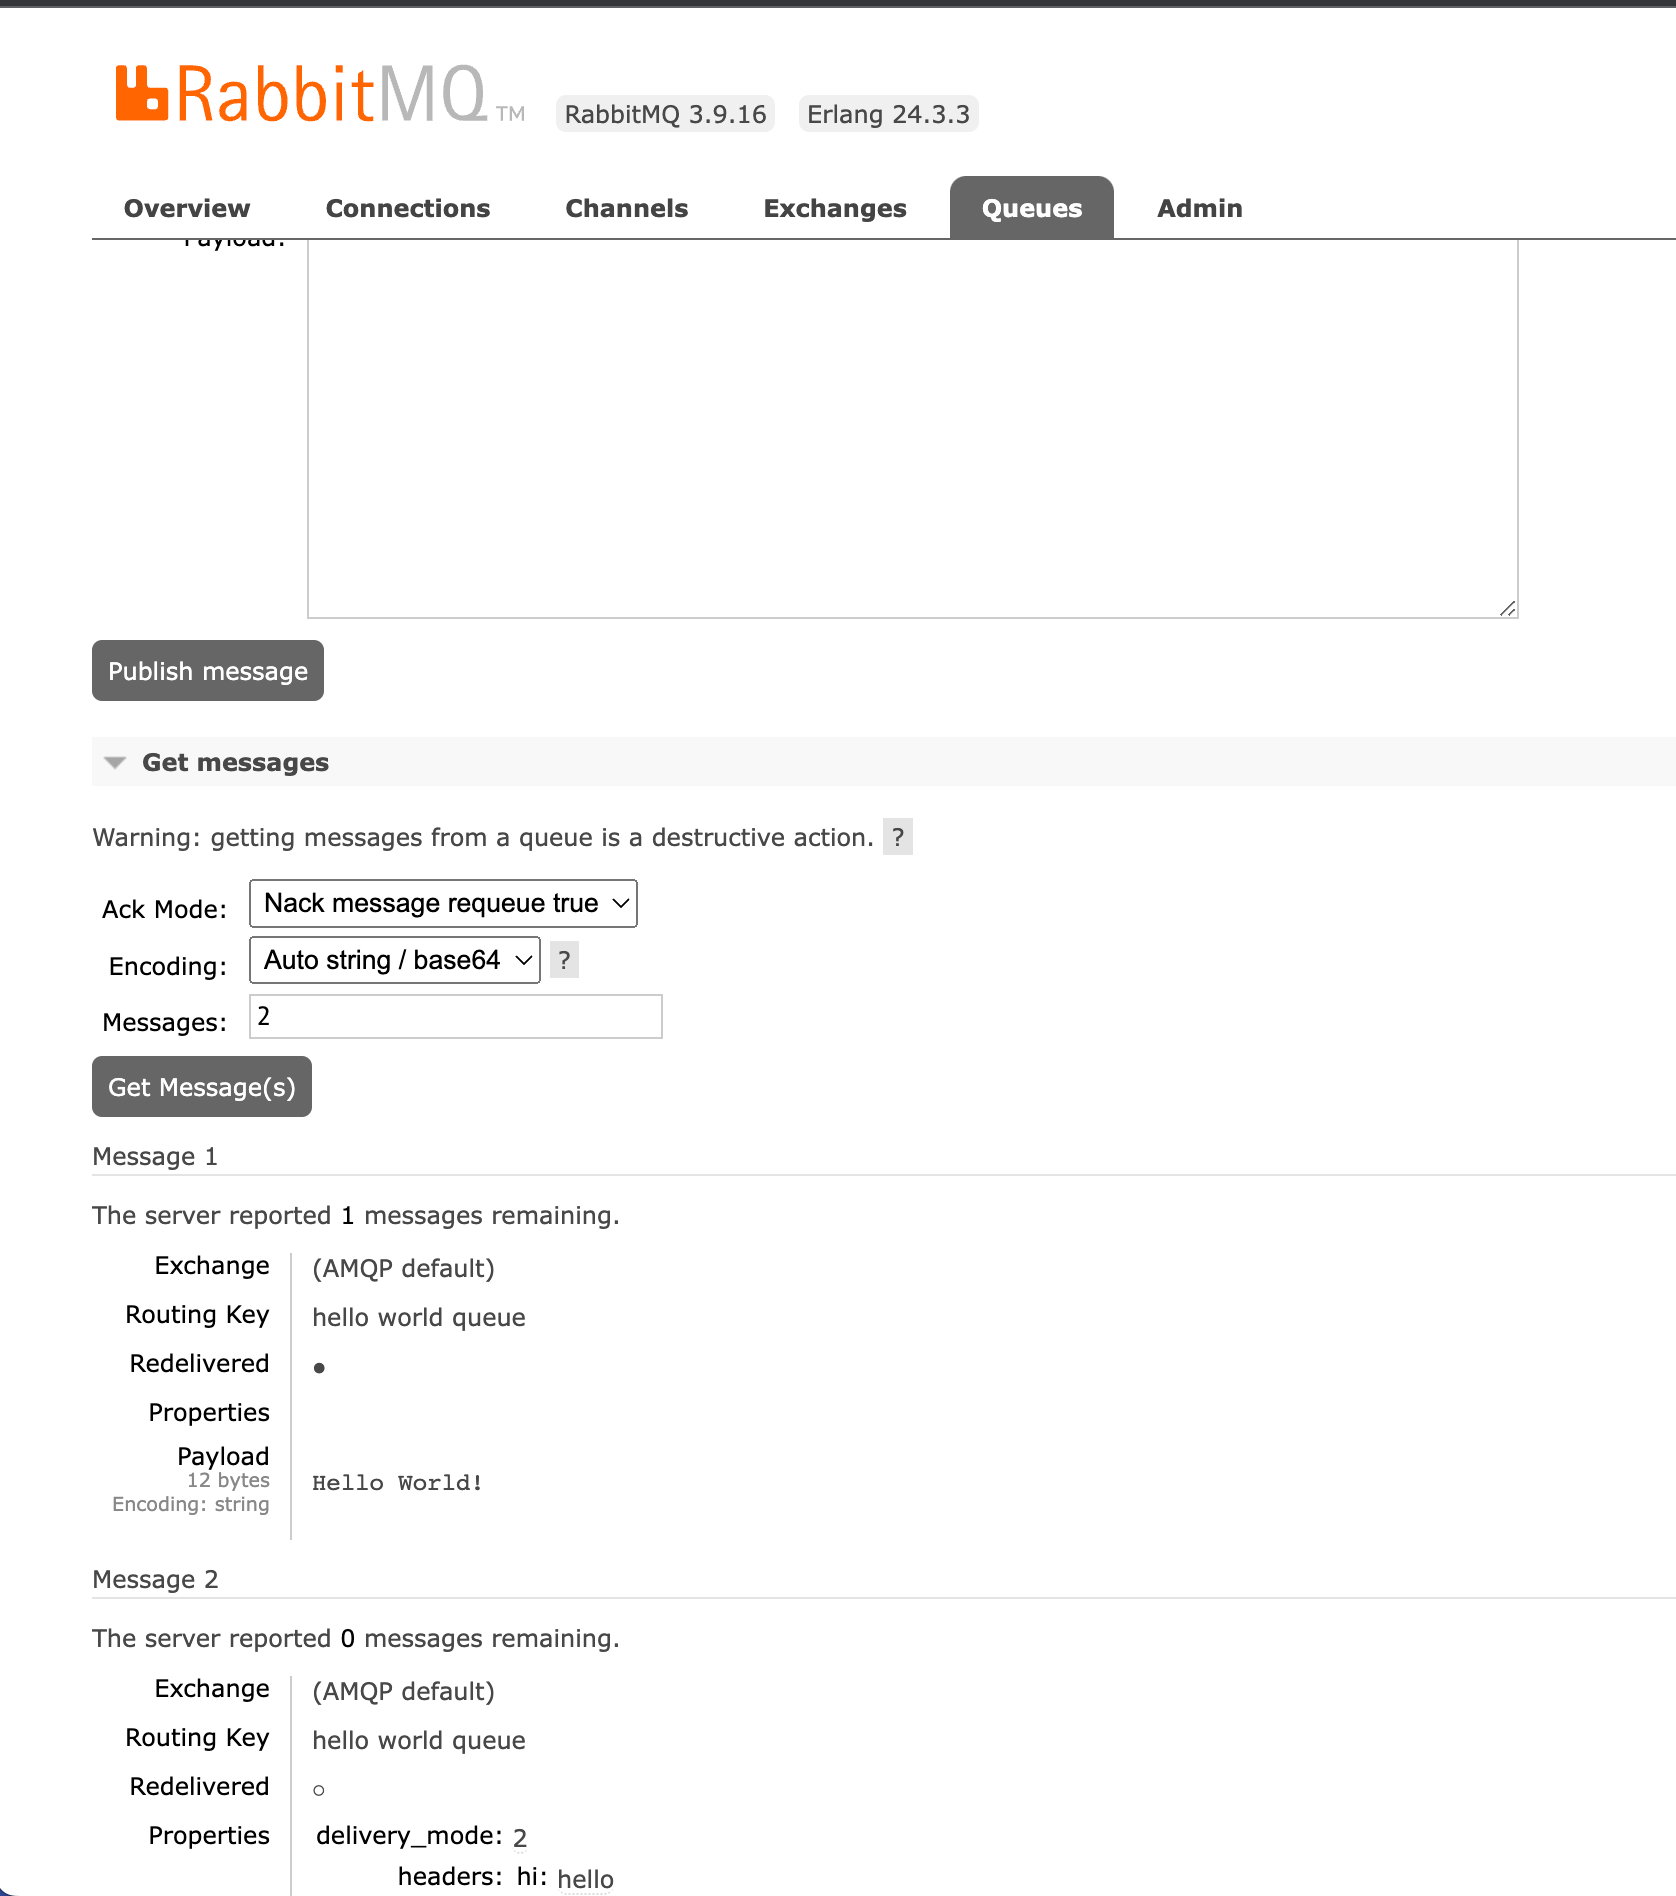 RabbitMQ TM RabbitMQ 3.9.16 Erlang 24.3.3
Overview Connections Channels Exchanges Queues Admin
Payload:
Publish message
Get messages
Warning: getting messages from a queue is a destructive action. ?
Ack Mode: Nack message requeue true
Encoding: Auto string / base64 ?
Messages: 2
Get Message(s)
Message 1
The server reported 1 messages remaining.
Exchange (AMQP default)
Routing Key hello world queue
Redelivered ●
Properties
Payload
12 bytes
Encoding: string
Hello World!
Message 2
The server reported 0 messages remaining.
Exchange (AMQP default)
Routing Key hello world queue
Redelivered ○
Properties delivery_mode: 2
headers: hi: hello